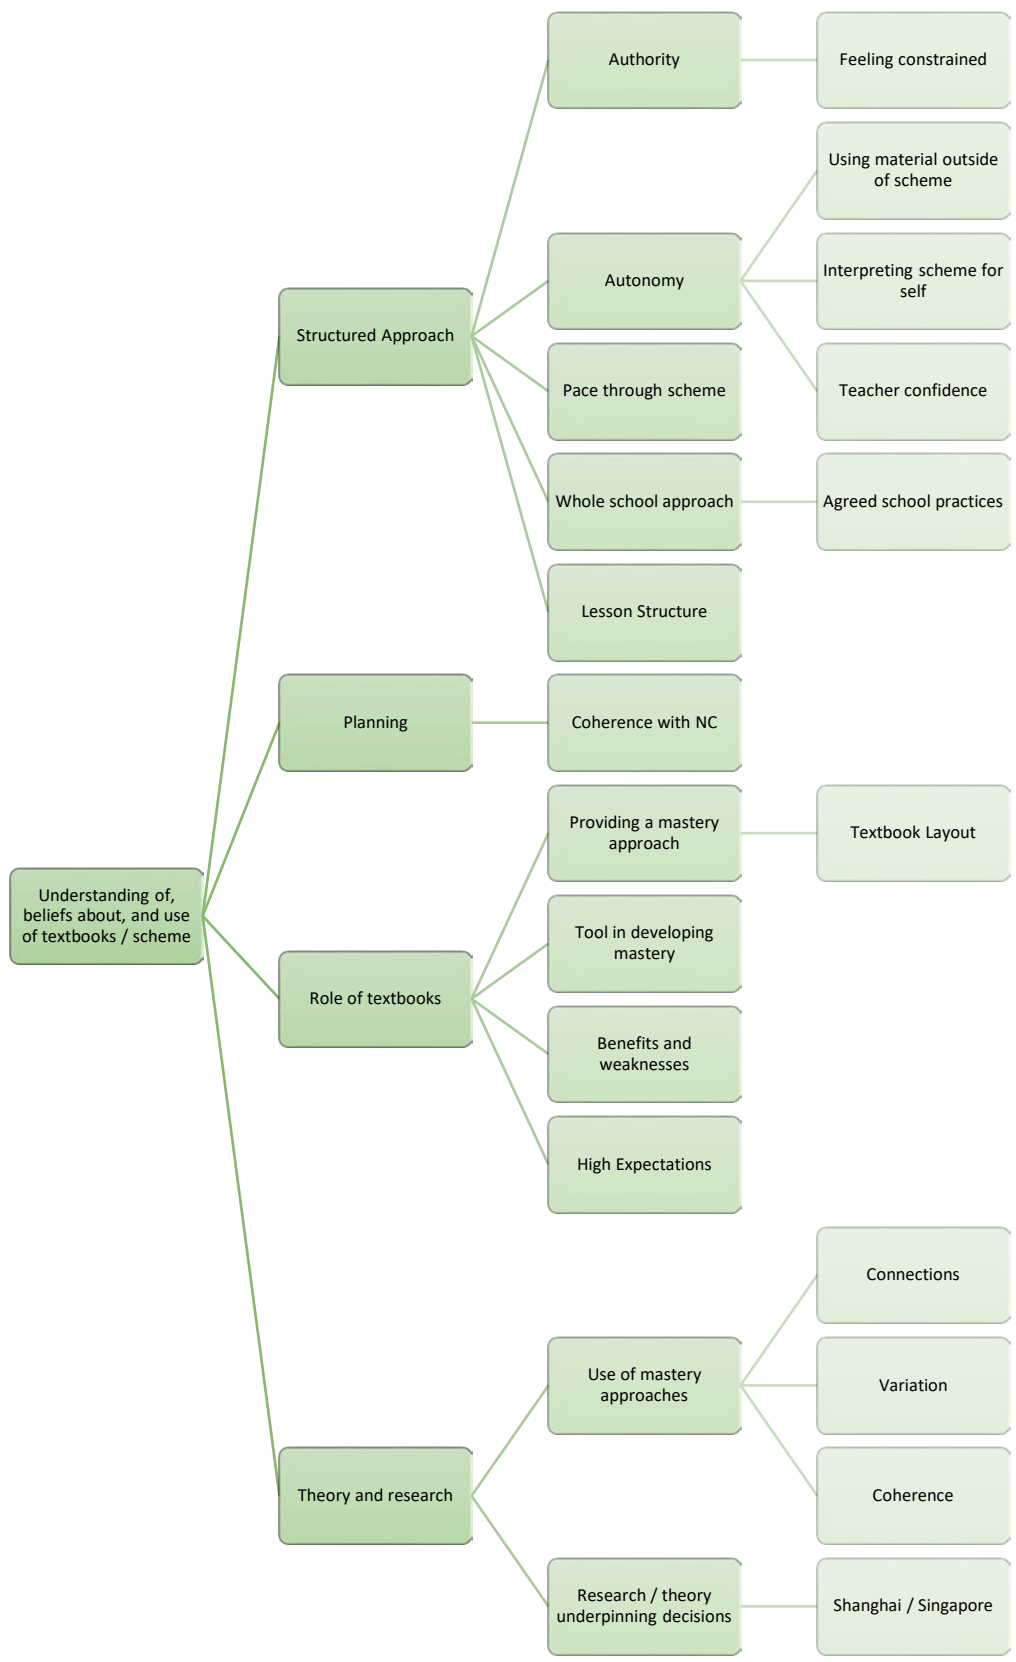 Understanding of,
beliefs about, and use
of textbooks / scheme
Structured Approach
Authority
Feeling constrained
Autonomy
Using material outside
of scheme
Interpreting scheme for
self
Teacher confidence
Pace through scheme
Whole school approach
Agreed school practices
Lesson Structure
Planning
Coherence with NC
Role of textbooks
Providing a mastery
approach
Textbook Layout
Tool in developing
mastery
Benefits and
weaknesses
High Expectations
Theory and research
Use of mastery
approaches
Connections
Variation
Coherence
Research / theory
underpinning decisions
Shanghai / Singapore